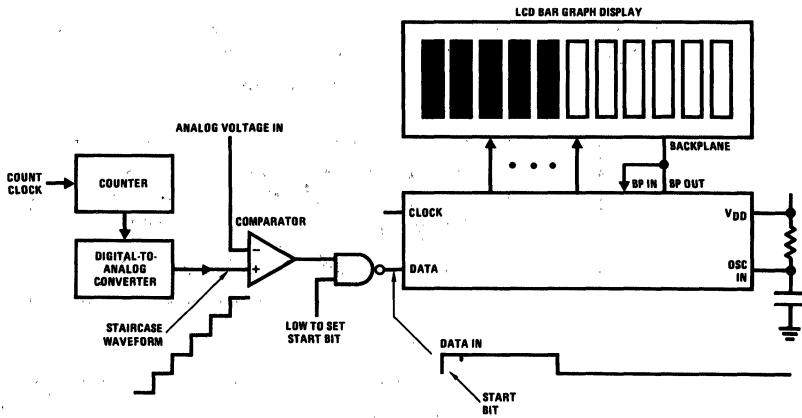 LCD BAR GRAPH DISPLAY
ANALOG VOLTAGE IN
BACKPLANE
COUNT
CLOCK
COUNTER
BP IN
BP OUT
COMPARATOR
CLOCK
VDD
DIGITAL-TO-
ANALOG
CONVERTER
−
+
DATA
OSC
IN
STAIRCASE
WAVEFORM
LOW TO SET
START BIT
DATA IN
START
BIT